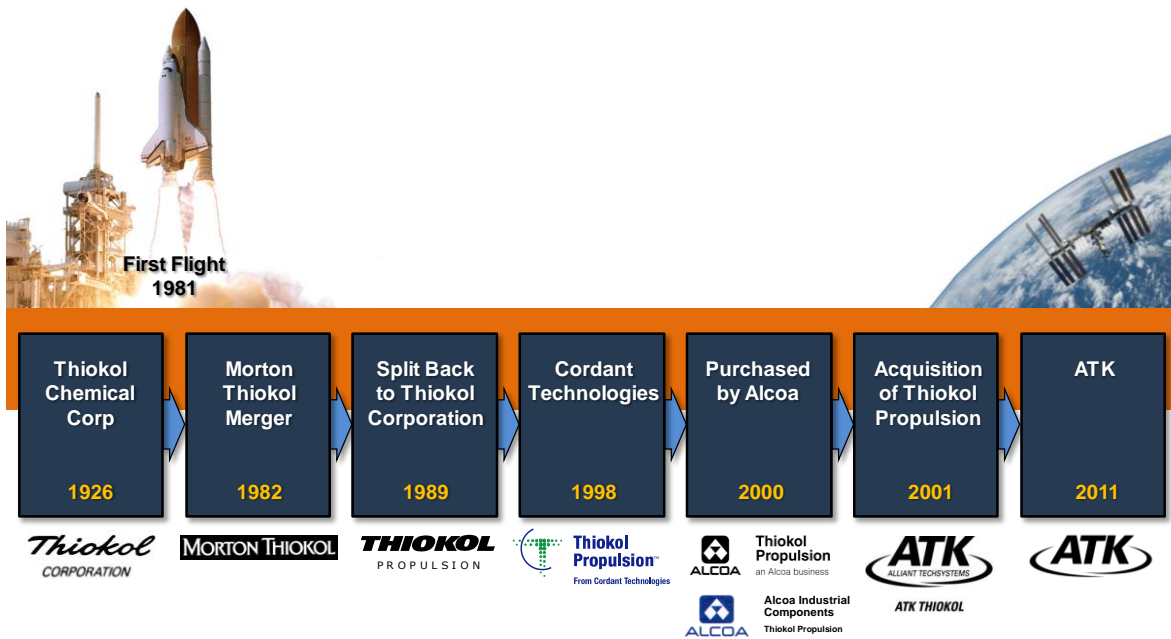 First Flight
1981
Thiokol
Chemical
Corp
1926
Morton
Thiokol
Merger
1982
Split Back
to Thiokol
Corporation
1989
Cordant
Technologies
1998
Purchased
by Alcoa
2000
Acquisition
of Thiokol
Propulsion
2001
ATK
2011
Thiokol
CORPORATION
MORTON THIOKOL
THIOKOL
PROPULSION
Thiokol
Propulsion™
From Cordant Technologies
ALCOA
Thiokol
Propulsion
an Alcoa business
ALCOA
Alcoa Industrial
Components
Thiokol Propulsion
ATK
ALLIANT TECHSYSTEMS
ATK THIOKOL
ATK